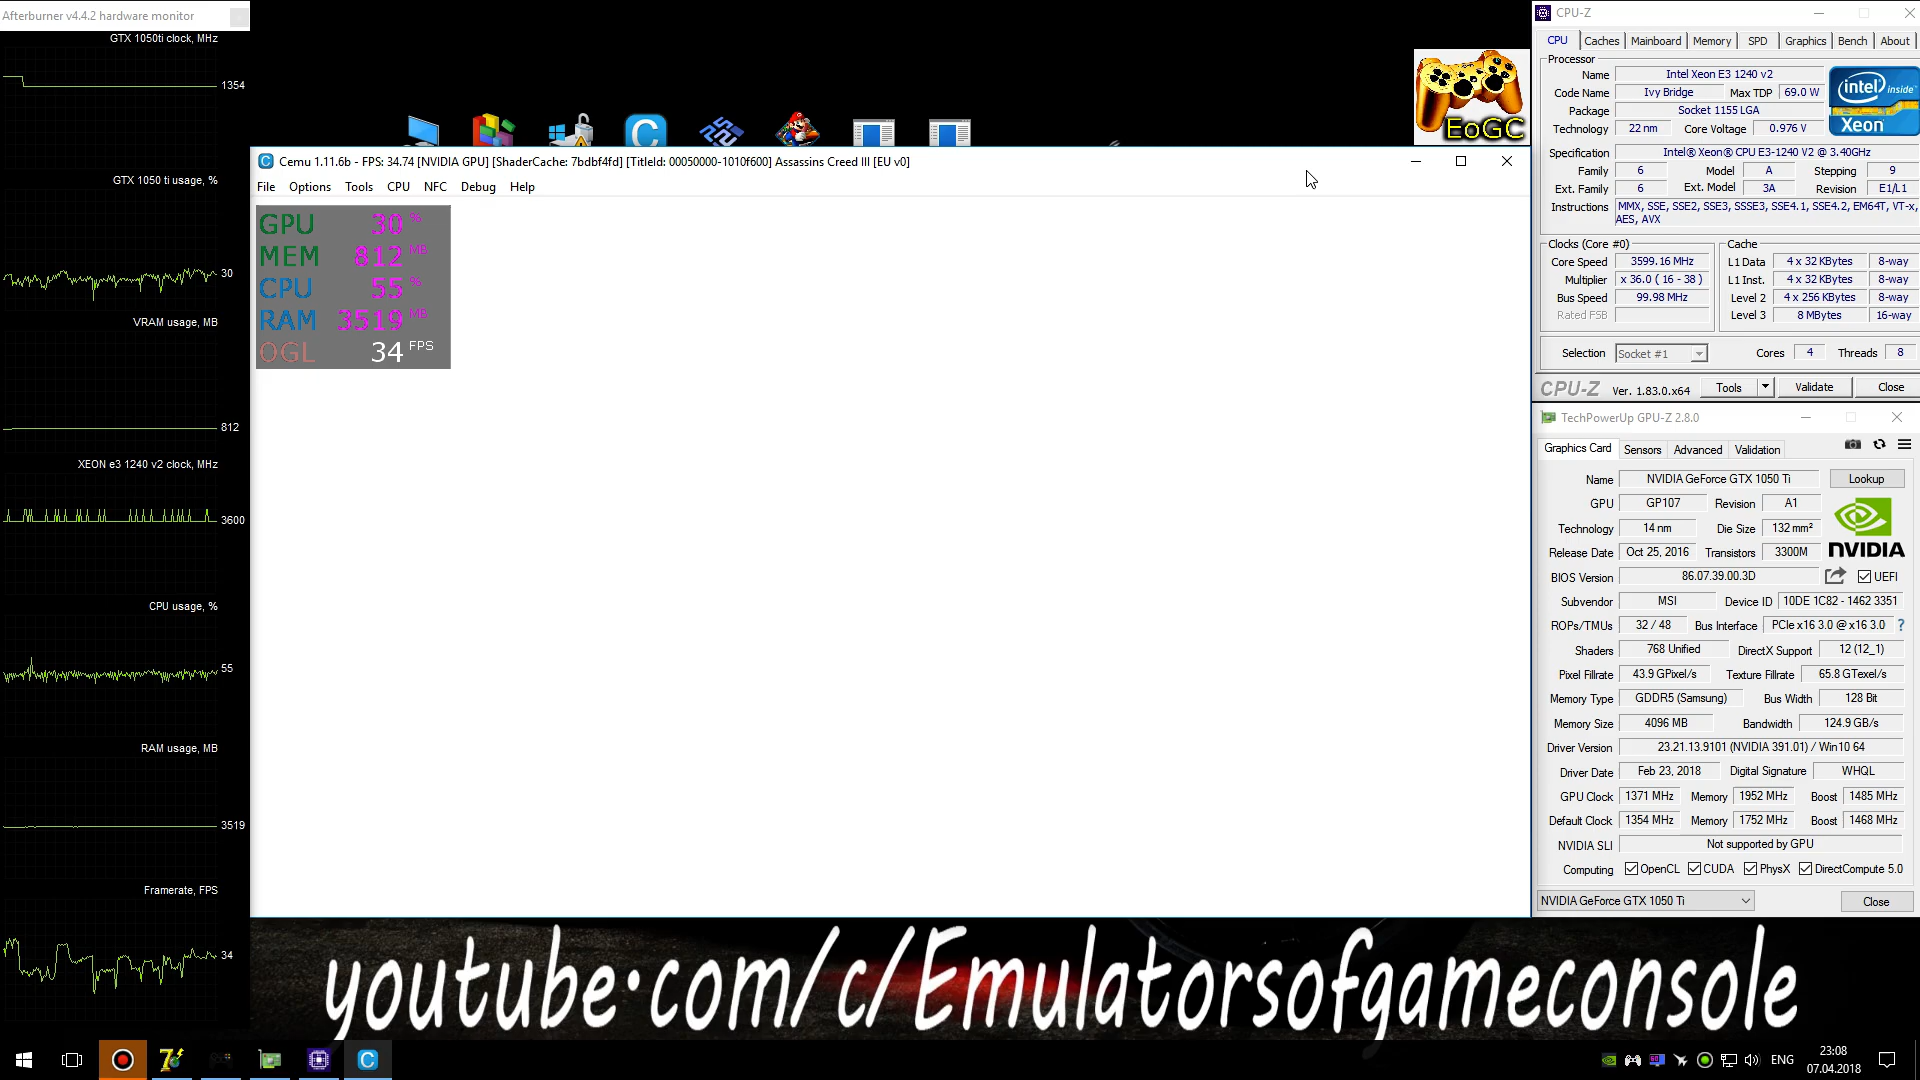 Afterburner v4.4.2 hardware monitor
GTX 1050ti clock, MHz
1354
GTX 1050 ti usage, %
30
VRAM usage, MB
812
XEON e3 1240 v2 clock, MHz
3600
CPU usage, %
55
RAM usage, MB
3519
Framerate, FPS
34
EoGC
Cemu 1.11.6b - FPS: 34.74 [NVIDIA GPU] [ShaderCache: 7bdbf4fd] [TitleId: 00050000-1010f600] Assassins Creed III [EU v0]
File Options Tools CPU NFC Debug Help
GPU 30 %
MEM 812 MB
CPU 55 %
RAM 3519 MB
OGL 34 FPS
CPU-Z
CPU Caches Mainboard Memory SPD Graphics Bench About
Processor
Name Intel Xeon E3 1240 v2
Code Name Ivy Bridge Max TDP 69.0 W
Package Socket 1155 LGA
Technology 22 nm Core Voltage 0.976 V
intel inside™
Xeon®
Specification Intel® Xeon® CPU E3-1240 V2 @ 3.40GHz
Family 6 Model A Stepping 9
Ext. Family 6 Ext. Model 3A Revision E1/L1
Instructions MMX, SSE, SSE2, SSE3, SSSE3, SSE4.1, SSE4.2, EM64T, VT-x,
AES, AVX
Clocks (Core #0)
Core Speed 3599.16 MHz
Multiplier x 36.0 ( 16 - 38 )
Bus Speed 99.98 MHz
Rated FSB
Cache
L1 Data 4 x 32 KBytes 8-way
L1 Inst. 4 x 32 KBytes 8-way
Level 2 4 x 256 KBytes 8-way
Level 3 8 MBytes 16-way
Selection Socket #1 Cores 4 Threads 8
CPU-Z Ver. 1.83.0.x64 Tools Validate Close
TechPowerUp GPU-Z 2.8.0
Graphics Card Sensors Advanced Validation
Name NVIDIA GeForce GTX 1050 Ti Lookup
GPU GP107 Revision A1
Technology 14 nm Die Size 132 mm²
Release Date Oct 25, 2016 Transistors 3300M
NVIDIA
BIOS Version 86.07.39.00.3D UEFI
Subvendor MSI Device ID 10DE 1C82 - 1462 3351
ROPs/TMUs 32 / 48 Bus Interface PCIe x16 3.0 @ x16 3.0 ?
Shaders 768 Unified DirectX Support 12 (12_1)
Pixel Fillrate 43.9 GPixel/s Texture Fillrate 65.8 GTexel/s
Memory Type GDDR5 (Samsung) Bus Width 128 Bit
Memory Size 4096 MB Bandwidth 124.9 GB/s
Driver Version 23.21.13.9101 (NVIDIA 391.01) / Win10 64
Driver Date Feb 23, 2018 Digital Signature WHQL
GPU Clock 1371 MHz Memory 1952 MHz Boost 1485 MHz
Default Clock 1354 MHz Memory 1752 MHz Boost 1468 MHz
NVIDIA SLI Not supported by GPU
Computing OpenCL CUDA PhysX DirectCompute 5.0
NVIDIA GeForce GTX 1050 Ti Close
youtube.com/c/Emulatorsofgameconsole
ENG
23:08
07.04.2018